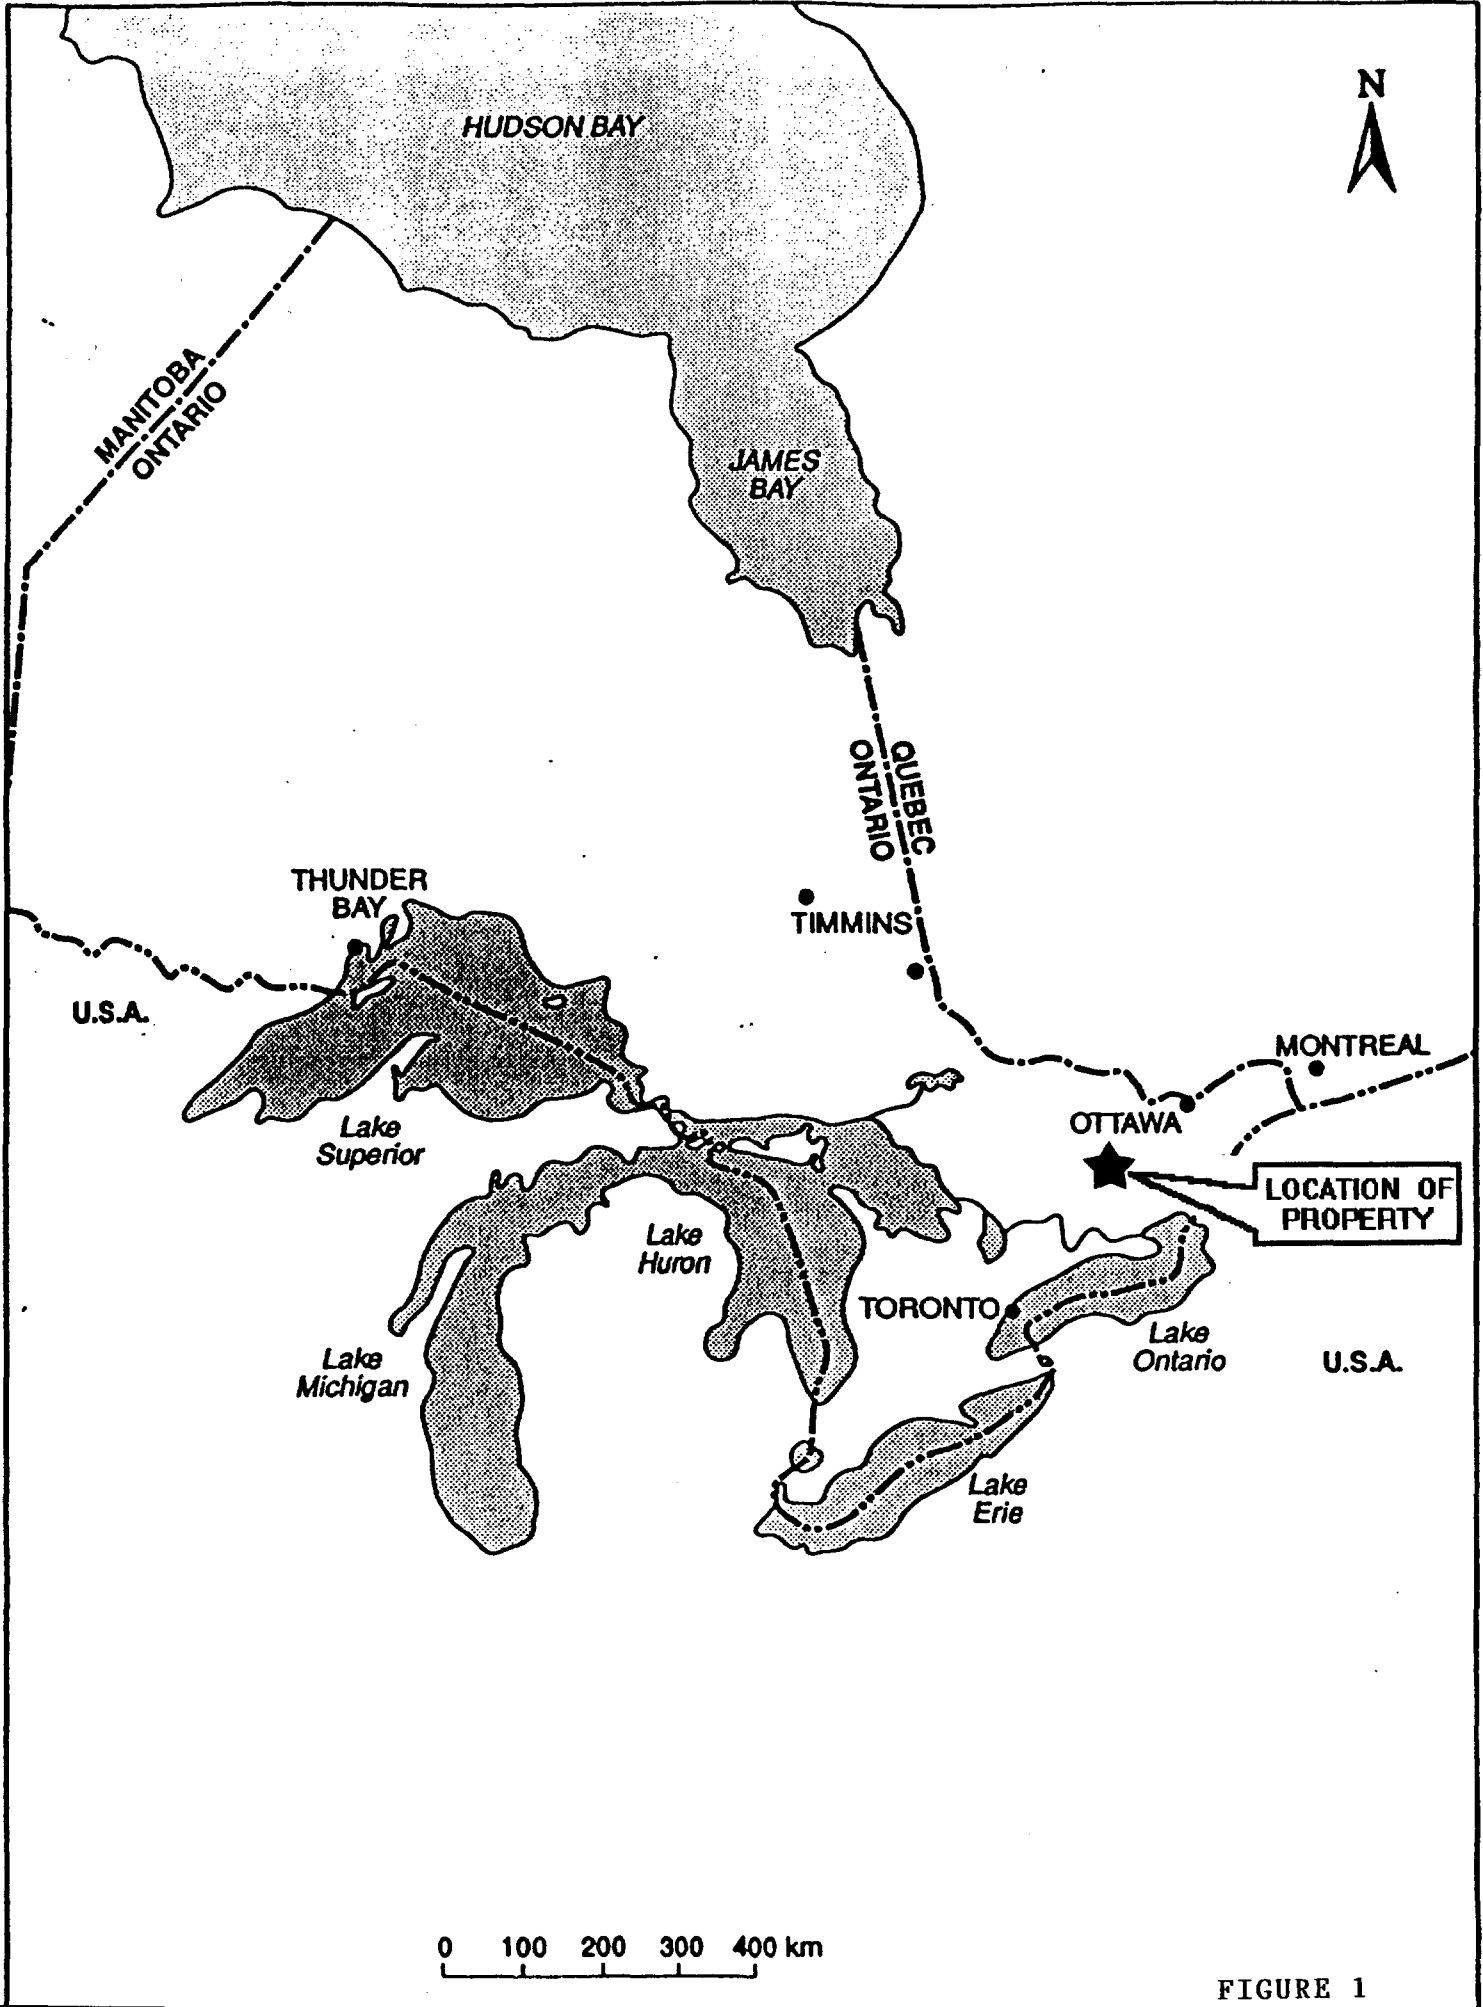 N
HUDSON BAY
MANITOBA
ONTARIO
JAMES
BAY
QUEBEC
ONTARIO
THUNDER
BAY
TIMMINS
U.S.A.
MONTREAL
OTTAWA
Lake
Superior
LOCATION OF
PROPERTY
Lake
Huron
TORONTO
Lake
Ontario
U.S.A.
Lake
Michigan
Lake
Erie
0 100 200 300 400 km
FIGURE 1